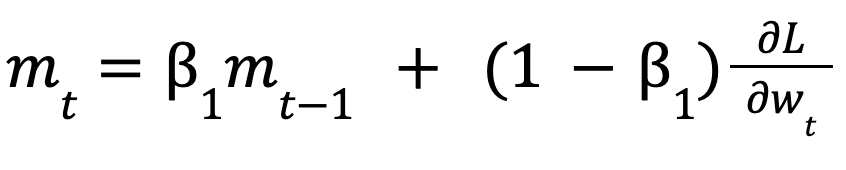 m_t = β_1 m_{t−1} + (1 − β_1) ∂L/∂w_t